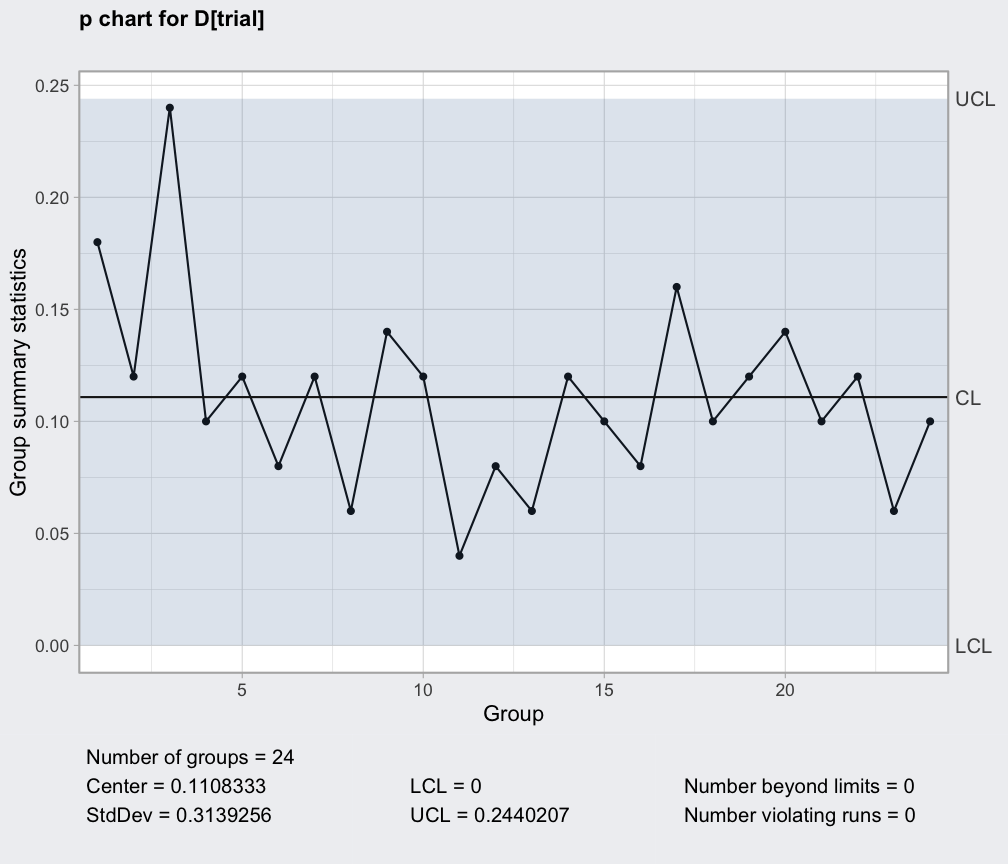 p chart for D[trial]
0.25
UCL
0.20
0.15
CL
0.10
0.05
0.00
LCL
Group summary statistics
5 10 15 20
Group
Number of groups = 24
Center = 0.1108333 LCL = 0 Number beyond limits = 0
StdDev = 0.3139256 UCL = 0.2440207 Number violating runs = 0